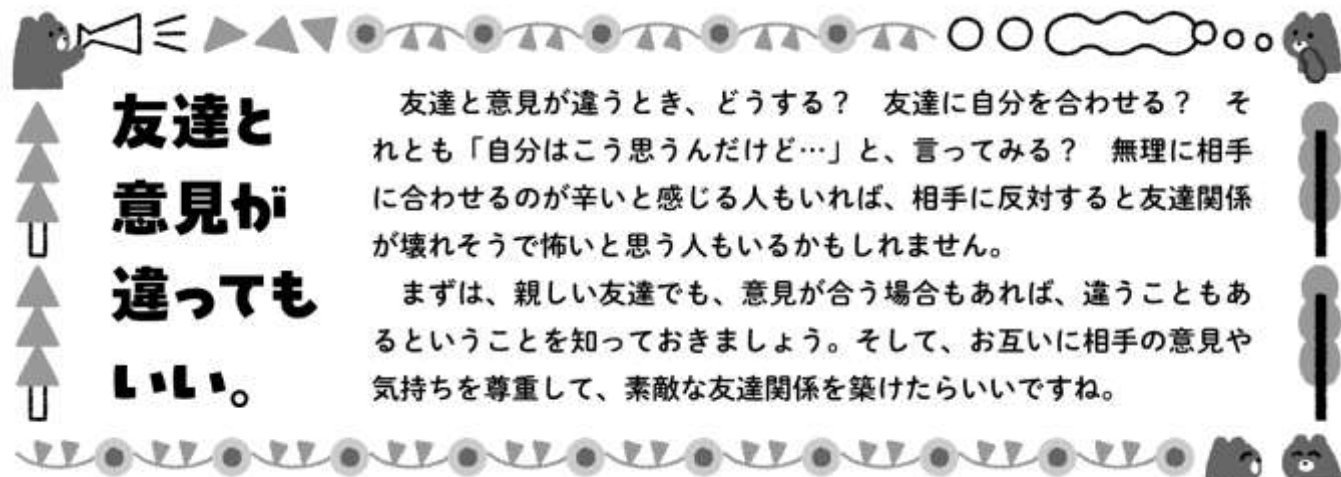 友達と
意見が
違っても
いい。
友達と意見が違うとき、どうする?　友達に自分を合わせる?　そ
れとも「自分はこう思うんだけど…」と、言ってみる?　無理に相手
に合わせるのが辛いと感じる人もいれば、相手に反対すると友達関係
が壊れそうで怖いと思う人もいるかもしれません。
まずは、親しい友達でも、意見が合う場合もあれば、違うこともあ
るということを知っておきましょう。そして、お互いに相手の意見や
気持ちを尊重して、素敵な友達関係を築けたらいいですね。